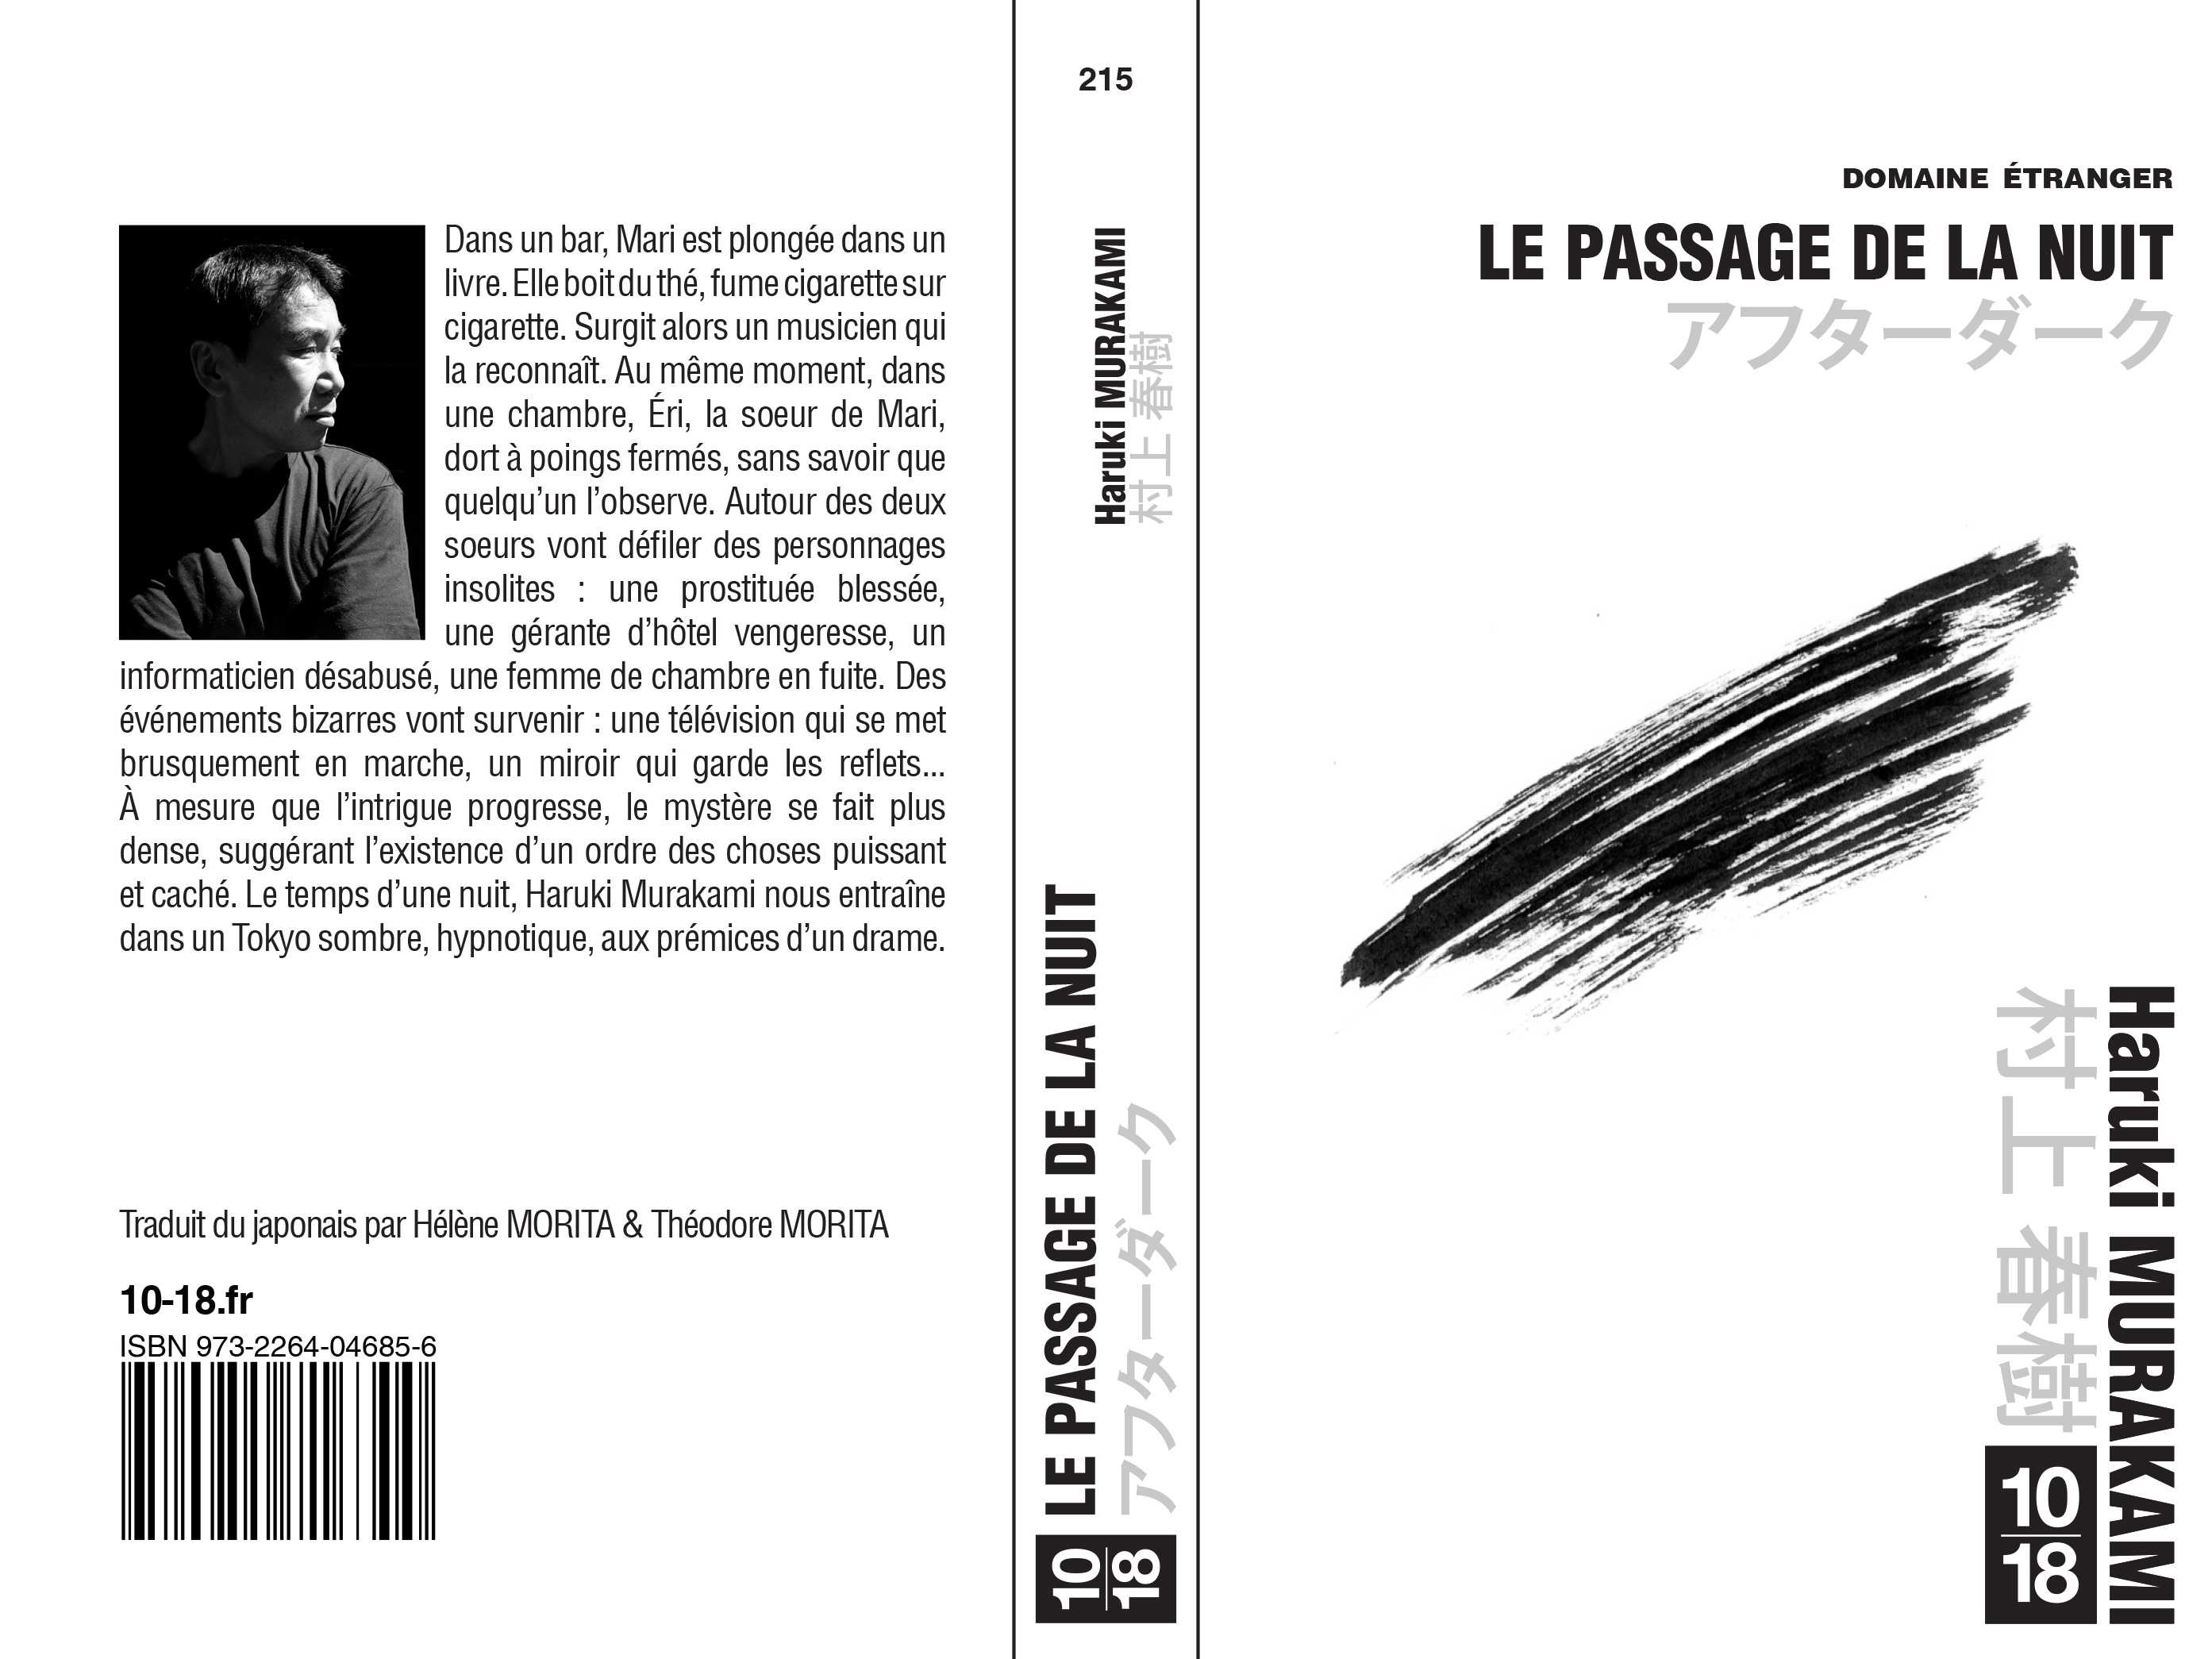 Dans un bar, Mari est plongée dans un
livre. Elle boit du thé, fume cigarette sur
cigarette. Surgit alors un musicien qui
la reconnaît. Au même moment, dans
une chambre, Éri, la soeur de Mari,
dort à poings fermés, sans savoir que
quelqu’un l’observe. Autour des deux
soeurs vont défiler des personnages
insolites : une prostituée blessée,
une gérante d’hôtel vengeresse, un
informaticien désabusé, une femme de chambre en fuite. Des
événements bizarres vont survenir : une télévision qui se met
brusquement en marche, un miroir qui garde les reflets...
À mesure que l’intrigue progresse, le mystère se fait plus
dense, suggérant l’existence d’un ordre des choses puissant
et caché. Le temps d’une nuit, Haruki Murakami nous entraîne
dans un Tokyo sombre, hypnotique, aux prémices d’un drame.
Traduit du japonais par Hélène MORITA & Théodore MORITA
10-18.fr
ISBN 973-2264-04685-6
215
Haruki MURAKAMI
村上 春樹
LE PASSAGE DE LA NUIT
アフターダーク
10
18
DOMAINE ÉTRANGER
LE PASSAGE DE LA NUIT
アフターダーク
Haruki MURAKAMI
村上 春樹
10
18